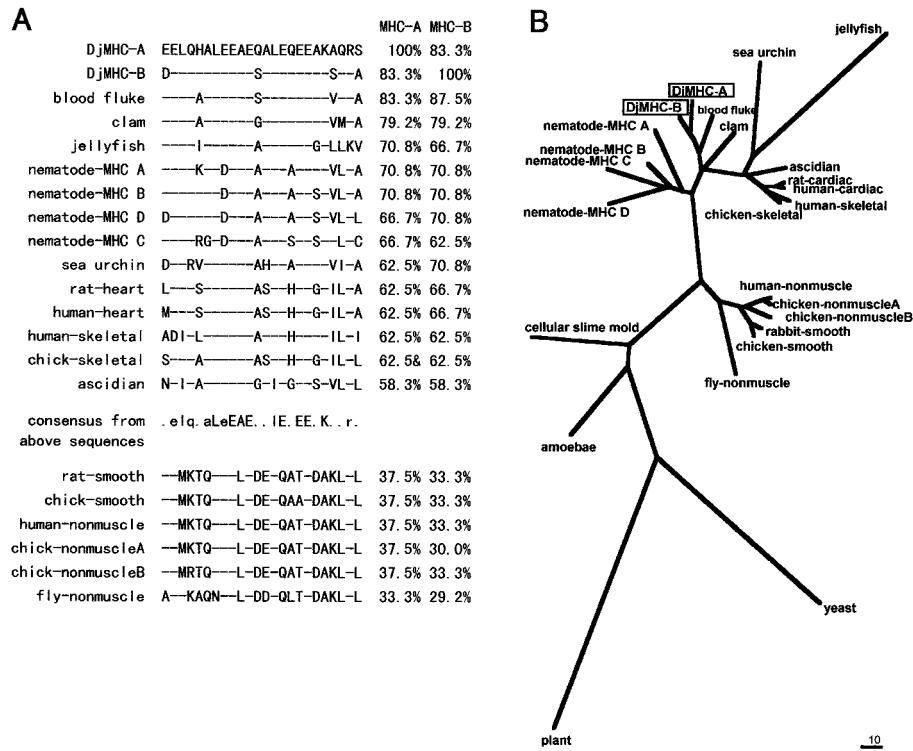 A
MHC-A MHC-B
DjMHC-A EELQHALEEAEQALEQEEAKAQRS 100% 83.3%
DjMHC-B D----------S--------S--A 83.3% 100%
blood fluke ----A------S--------V--A 83.3% 87.5%
clam ----A------G--------VM-A 79.2% 79.2%
jellyfish ----I------A------G-LLKV 70.8% 66.7%
nematode-MHC A ----K--D---A---A----VL-A 70.8% 70.8%
nematode-MHC B -------D---A---A--S-VL-A 70.8% 70.8%
nematode-MHC D D------D---A---A--S-VL-L 66.7% 70.8%
nematode-MHC C ----RG-D---A---S--S--L-C 66.7% 62.5%
sea urchin D--RV------AH--A----VI-A 62.5% 70.8%
rat-heart L---S------AS--H--G-IL-A 62.5% 66.7%
human-heart M---S------AS--H--G-IL-A 62.5% 66.7%
human-skeletal ADI-L------A---H----IL-I 62.5% 62.5%
chick-skeletal S---A------AS--H--G-IL-L 62.5& 62.5%
ascidian N-I-A------G-I-G--S-VL-L 58.3% 58.3%
consensus from .elq.aLeEAE..lE.EE.K..r.
above sequences
rat-smooth --MKTQ---L-DE-QAT-DAKL-L 37.5% 33.3%
chick-smooth --MKTQ---L-DE-QAA-DAKL-L 37.5% 33.3%
human-nonmuscle --MKTQ---L-DE-QAT-DAKL-L 37.5% 33.3%
chick-nonmuscleA --MKTQ---L-DE-QAT-DAKL-L 37.5% 30.0%
chick-nonmuscleB --MRTQ---L-DE-QAT-DAKL-L 37.5% 33.3%
fly-nonmuscle A--KAQN--L-DD-QLT-DAKL-L 33.3% 29.2%
B
jellyfish
sea urchin
DjMHC-A
DjMHC-B
blood fluke
nematode-MHC A
clam
nematode-MHC B
nematode-MHC C
ascidian
rat-cardiac
human-cardiac
human-skeletal
nematode-MHC D
chicken-skeletal
human-nonmuscle
chicken-nonmuscleA
chicken-nonmuscleB
cellular slime mold
rabbit-smooth
chicken-smooth
fly-nonmuscle
amoebae
yeast
plant
10